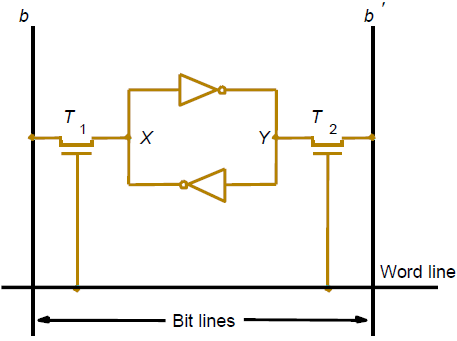 b b′
T1 T2
X Y
Word line
Bit lines